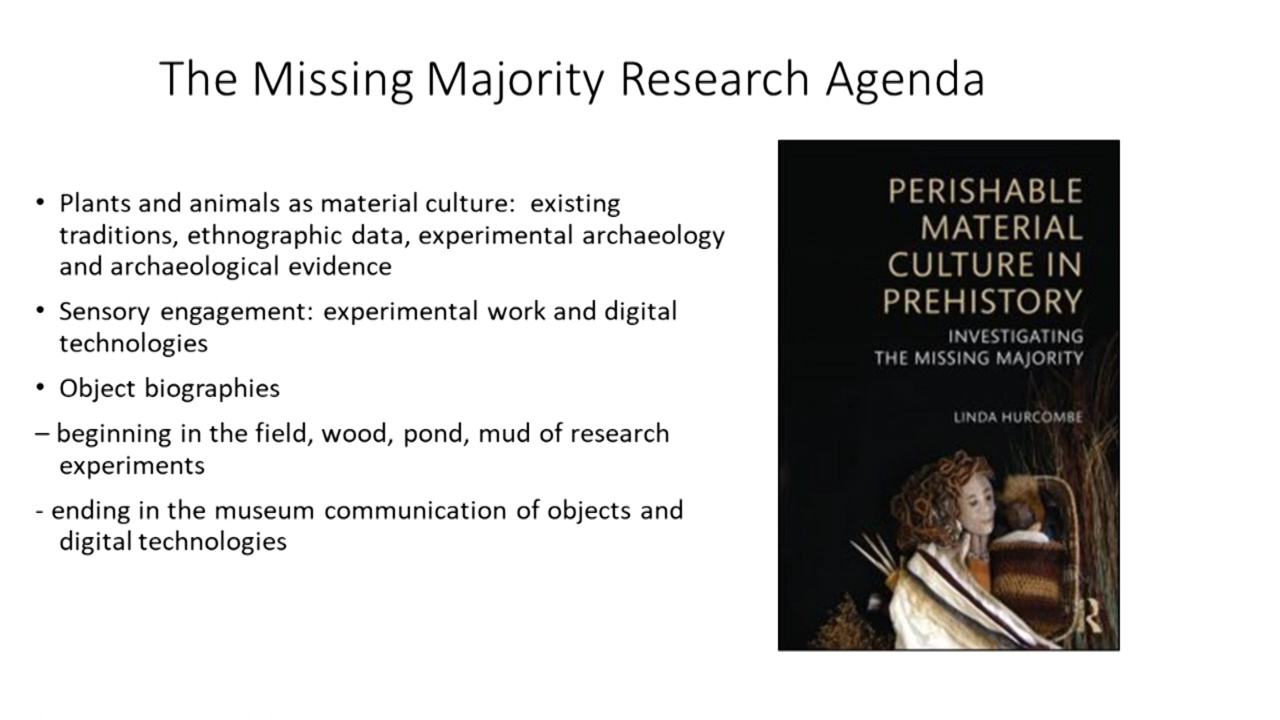 The Missing Majority Research Agenda
• Plants and animals as material culture:  existing
traditions, ethnographic data, experimental archaeology
and archaeological evidence
• Sensory engagement: experimental work and digital
technologies
• Object biographies
– beginning in the field, wood, pond, mud of research
experiments
- ending in the museum communication of objects and
digital technologies
PERISHABLE
MATERIAL
CULTURE IN
PREHISTORY
INVESTIGATING
THE MISSING MAJORITY
LINDA HURCOMBE
R